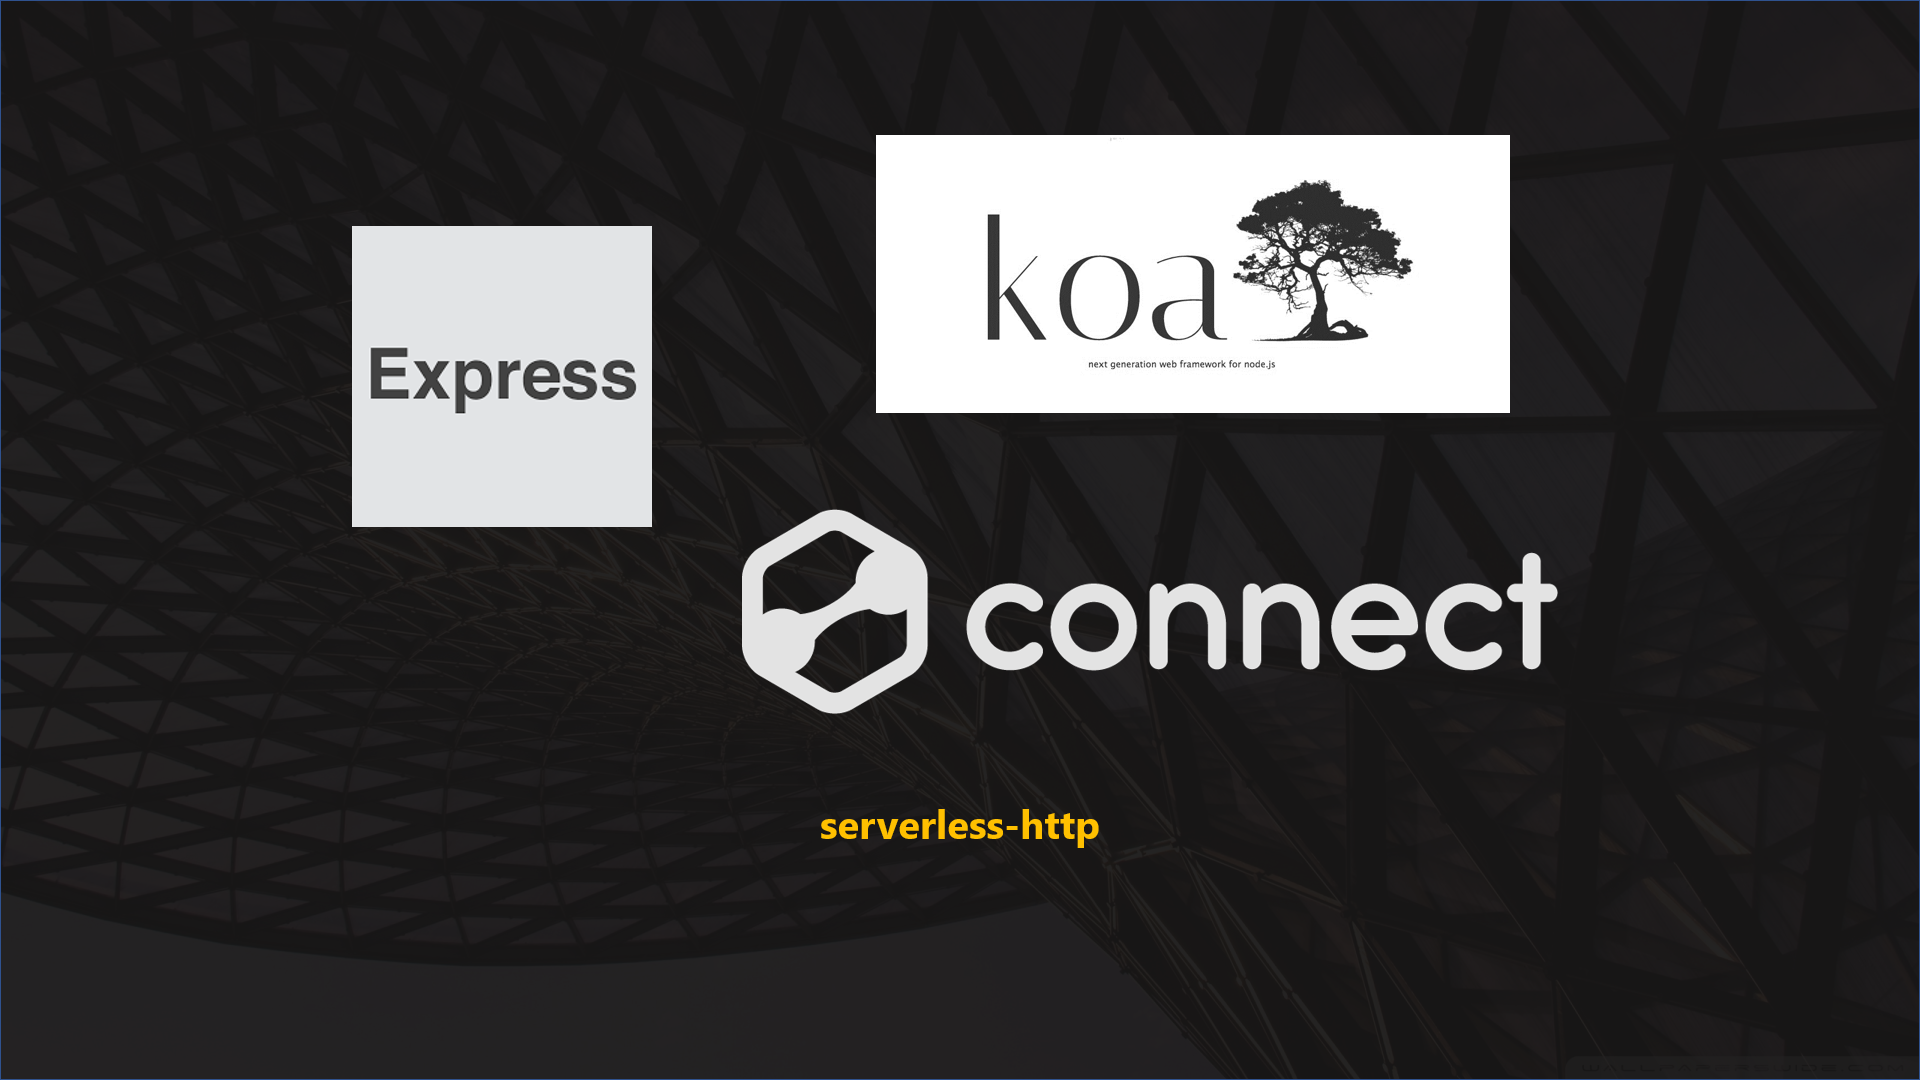 Express
koa
next generation web framework for node.js
connect
serverless-http